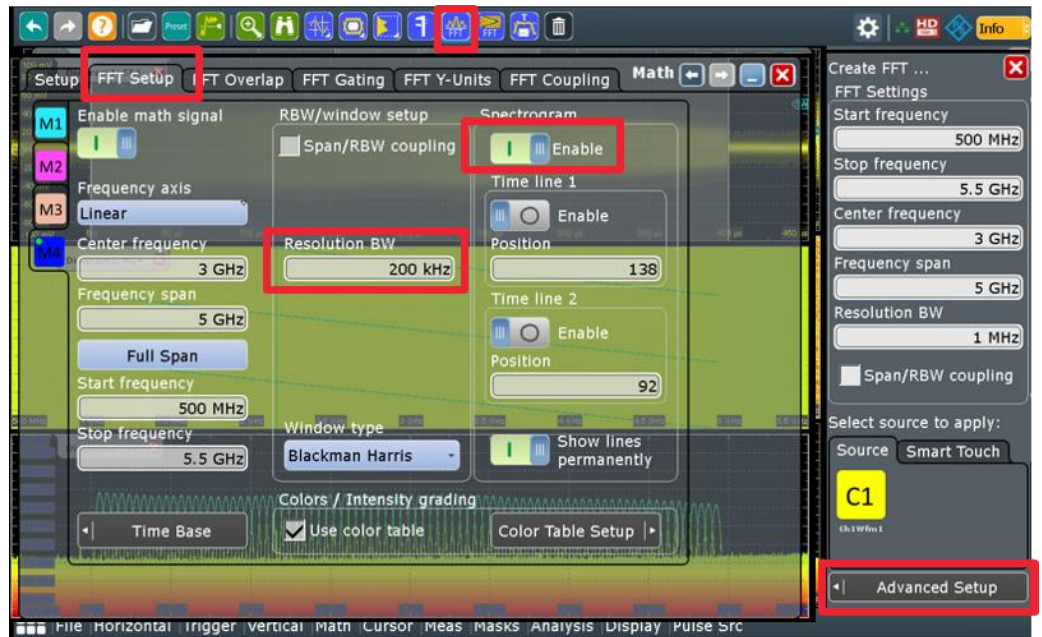 Preset
FFT
FFT
HD
Info
Setup
FFT Setup
FFT Overlap
FFT Gating
FFT Y-Units
FFT Coupling
Math
M1
M2
M3
M4
Enable math signal
Frequency axis
Linear
Center frequency
3 GHz
Frequency span
5 GHz
Full Span
Start frequency
500 MHz
Stop frequency
5.5 GHz
Time Base
RBW/window setup
Span/RBW coupling
Resolution BW
200 kHz
Window type
Blackman Harris
Colors / Intensity grading
Use color table
Color Table Setup
Spectrogram
Enable
Time line 1
Enable
Position
138
Time line 2
Enable
Position
92
Show lines
permanently
Create FFT ...
FFT Settings
Start frequency
500 MHz
Stop frequency
5.5 GHz
Center frequency
3 GHz
Frequency span
5 GHz
Resolution BW
1 MHz
Span/RBW coupling
Select source to apply:
Source
Smart Touch
C1
Ch1Wfm1
Advanced Setup
File Horizontal Trigger Vertical Math Cursor Meas Masks Analysis Display Pulse Src